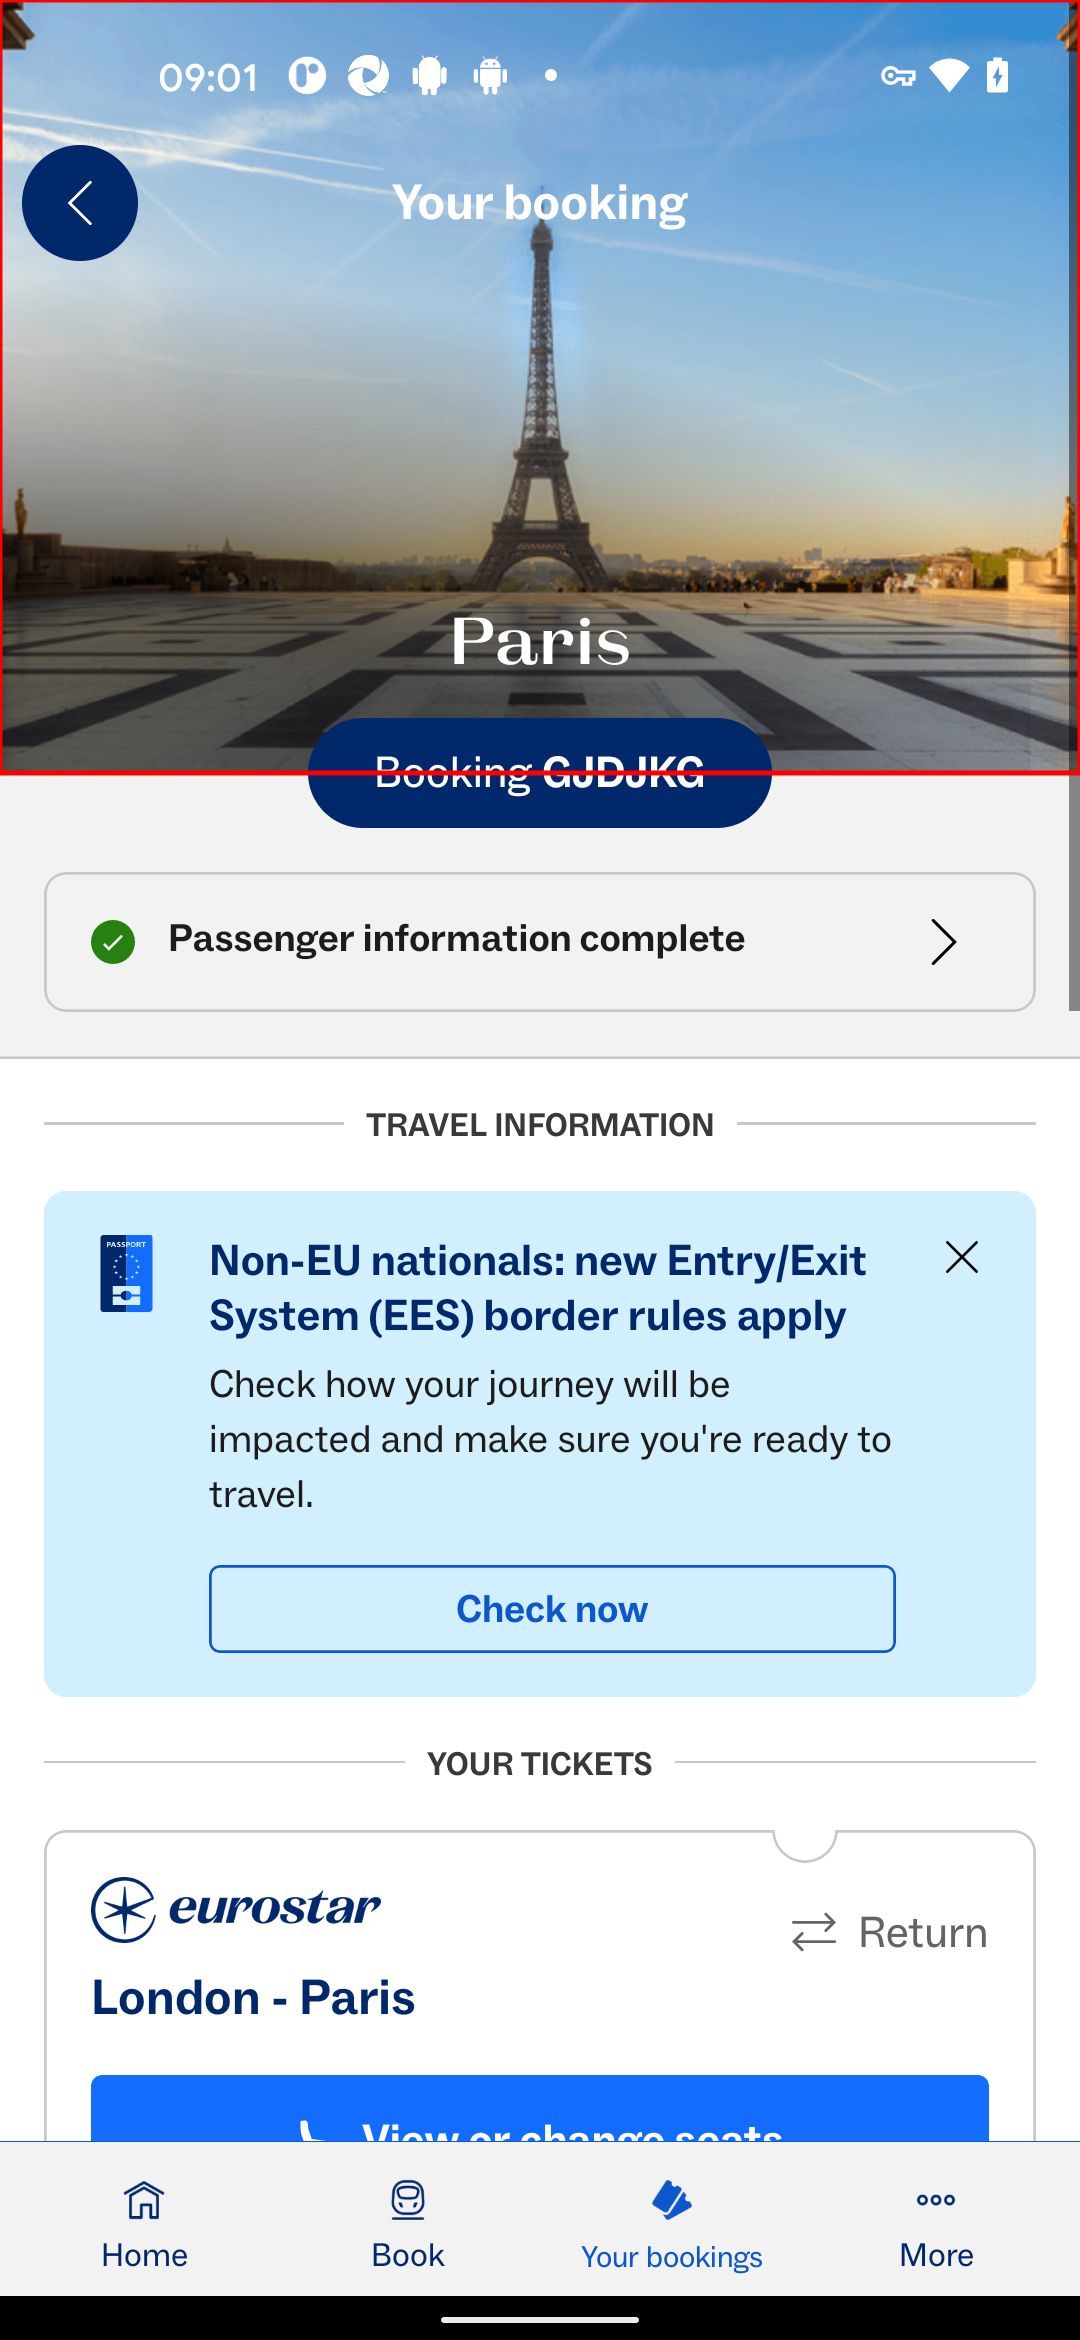 09:01
Your booking
Paris
Booking GJDJKG
Passenger information complete
TRAVEL INFORMATION
PASSPORT
Non-EU nationals: new Entry/Exit
System (EES) border rules apply
Check how your journey will be
impacted and make sure you're ready to
travel.
Check now
YOUR TICKETS
eurostar
Return
London - Paris
View or change seats
Home
Book
Your bookings
More